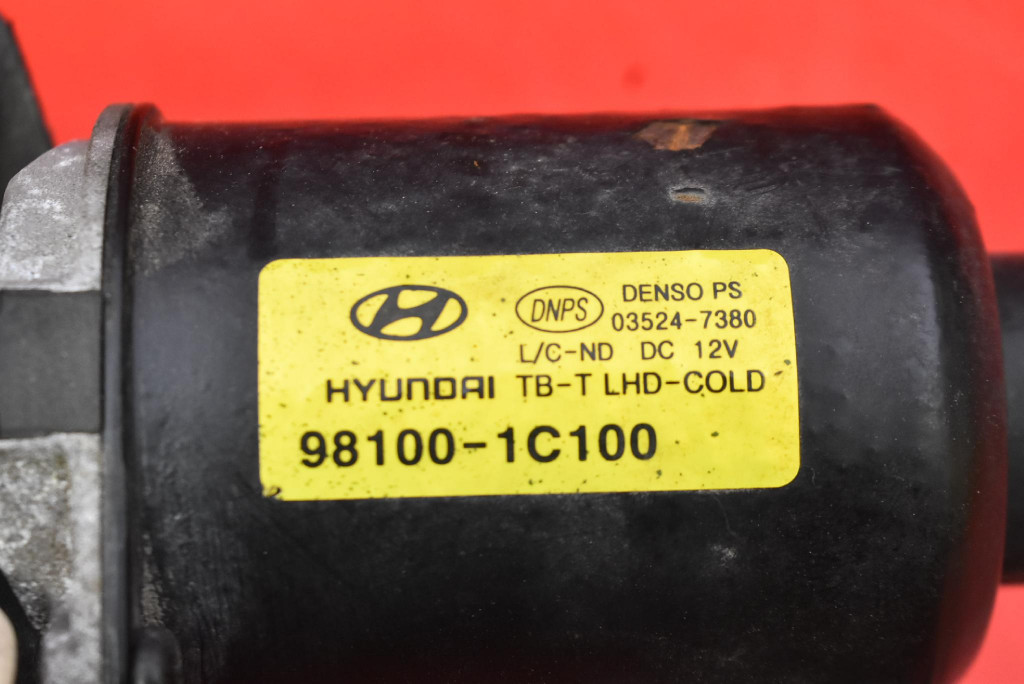 DNPS DENSO PS
03524-7380
L/C-ND DC 12V
HYUNDAI TB-T LHD-COLD
98100-1C100